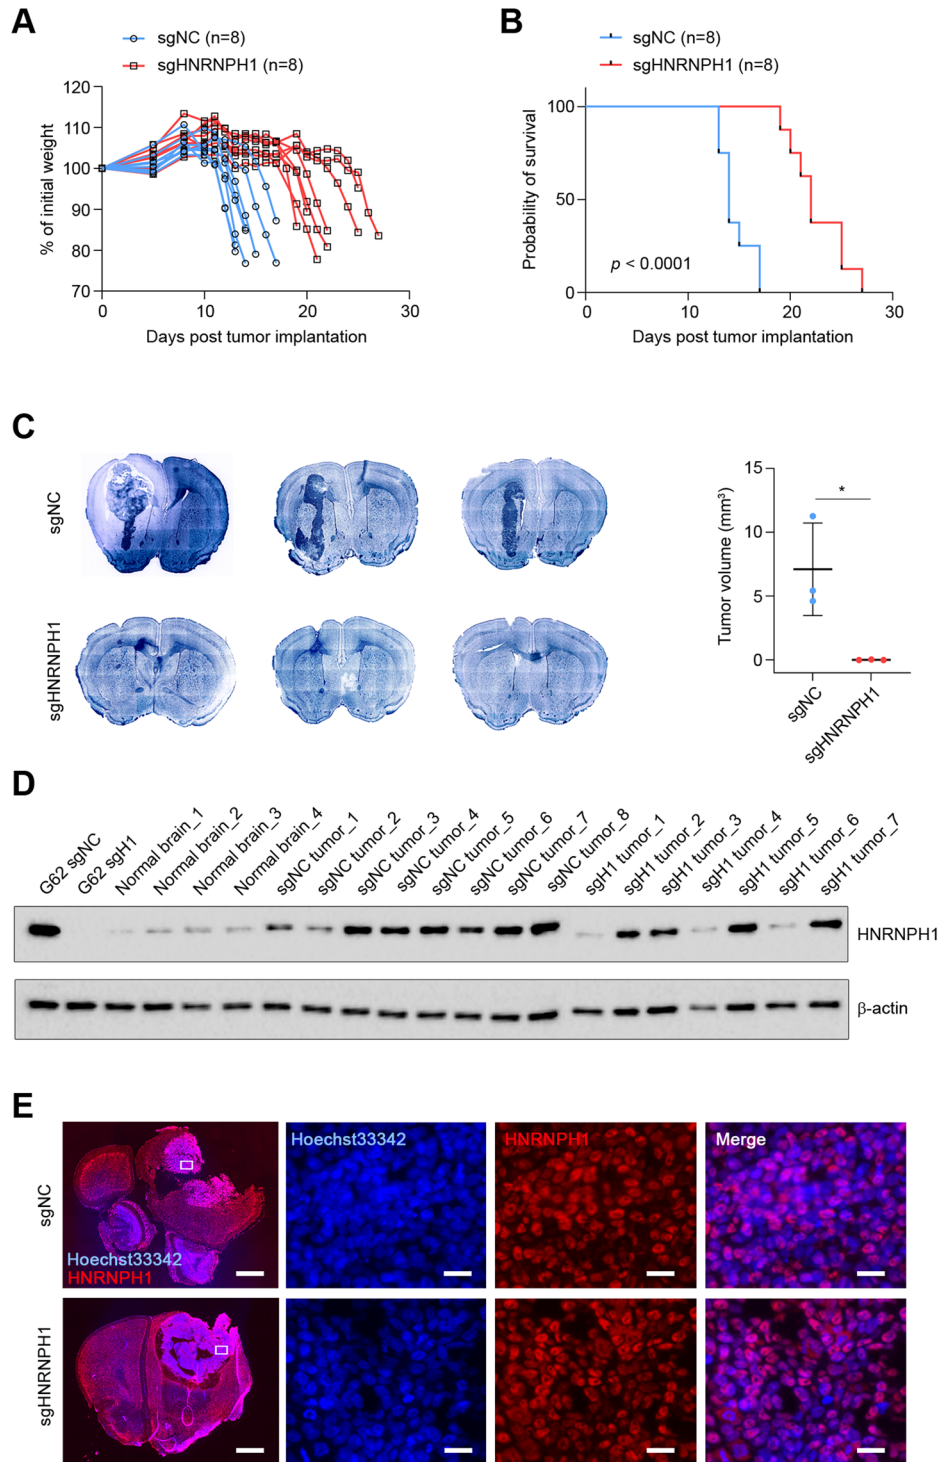 A
sgNC (n=8)
sgHNRNPH1 (n=8)
120
110
100
90
80
70
% of initial weight
0 10 20 30
Days post tumor implantation
B
sgNC (n=8)
sgHNRNPH1 (n=8)
100
50
0
Probability of survival
p < 0.0001
0 10 20 30
Days post tumor implantation
C
sgNC
sgHNRNPH1
15
10
5
0
Tumor volume (mm³)
*
sgNC
sgHNRNPH1
D
G62 sgNC
G62 sgH1
Normal brain_1
Normal brain_2
Normal brain_3
Normal brain_4
sgNC tumor_1
sgNC tumor_2
sgNC tumor_3
sgNC tumor_4
sgNC tumor_5
sgNC tumor_6
sgNC tumor_7
sgNC tumor_8
sgH1 tumor_1
sgH1 tumor_2
sgH1 tumor_3
sgH1 tumor_4
sgH1 tumor_5
sgH1 tumor_6
sgH1 tumor_7
HNRNPH1
β-actin
E
sgNC
Hoechst33342
HNRNPH1
Hoechst33342
HNRNPH1
Merge
sgHNRNPH1